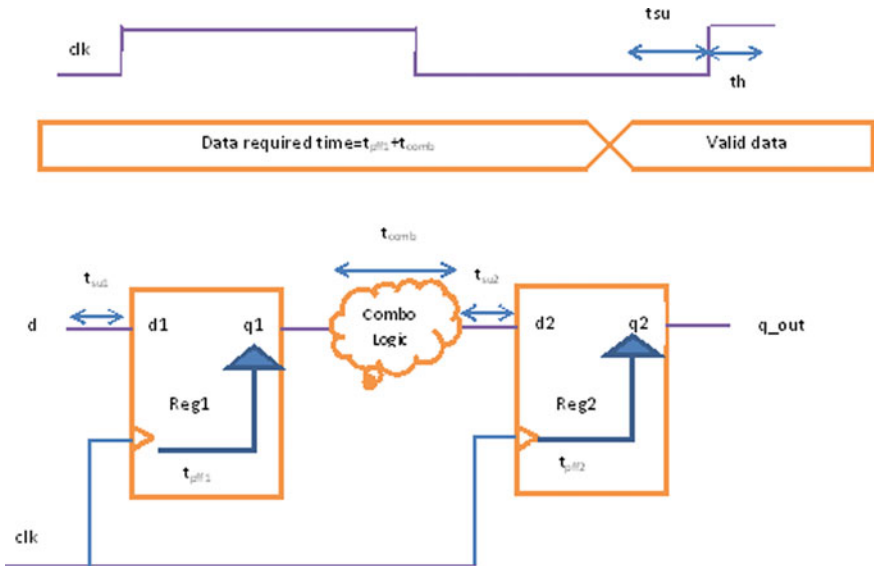 tsu
clk
th
Data required time=tpff1+tcomb
Valid data
tcomb
tsu1
tsu2
d
d1
q1
Combo
Logic
d2
q2
q_out
Reg1
Reg2
tpff1
tpff2
clk